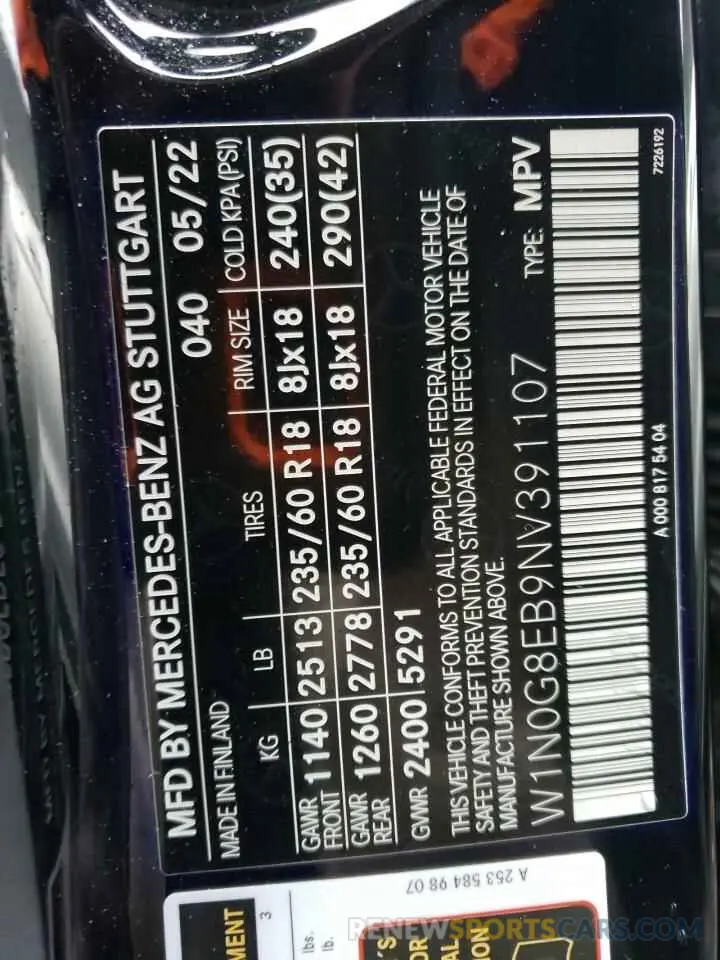 MFD BY MERCEDES-BENZ AG STUTTGART
MADE IN FINLAND 040 05/22
KG LB TIRES RIM SIZE COLD KPA(PSI)
GAWR FRONT 1140 2513 235/60 R18 8Jx18 240(35)
GAWR REAR 1260 2778 235/60 R18 8Jx18 290(42)
GVWR 2400 5291
THIS VEHICLE CONFORMS TO ALL APPLICABLE FEDERAL MOTOR VEHICLE
SAFETY AND THEFT PREVENTION STANDARDS IN EFFECT ON THE DATE OF
MANUFACTURE SHOWN ABOVE.
W1N0G8EB9NV391107 TYPE: MPV
A 000 817 54 04
7226192
A 253 584 98 07
MENT
3
lbs.
lb.
RENEWSPORTSCARS.COM